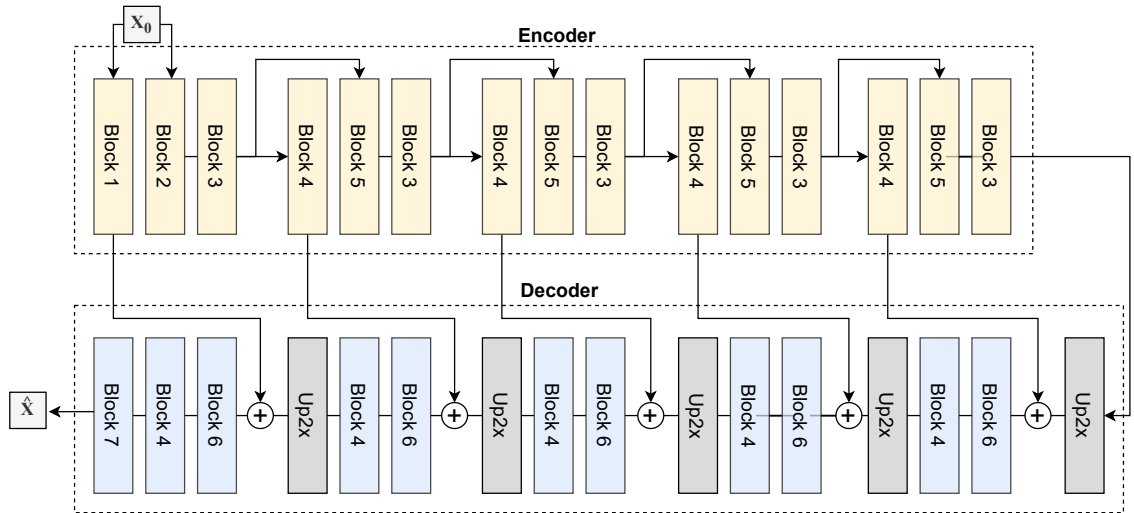 X₀
Encoder
Block 1
Block 2
Block 3
Block 4
Block 5
Block 3
Block 4
Block 5
Block 3
Block 4
Block 5
Block 3
Block 4
Block 5
Block 3
Decoder
X̂
Block 7
Block 4
Block 6
+
Up2x
Block 4
Block 6
+
Up2x
Block 4
Block 6
+
Up2x
Block 4
Block 6
+
Up2x
Block 4
Block 6
+
Up2x